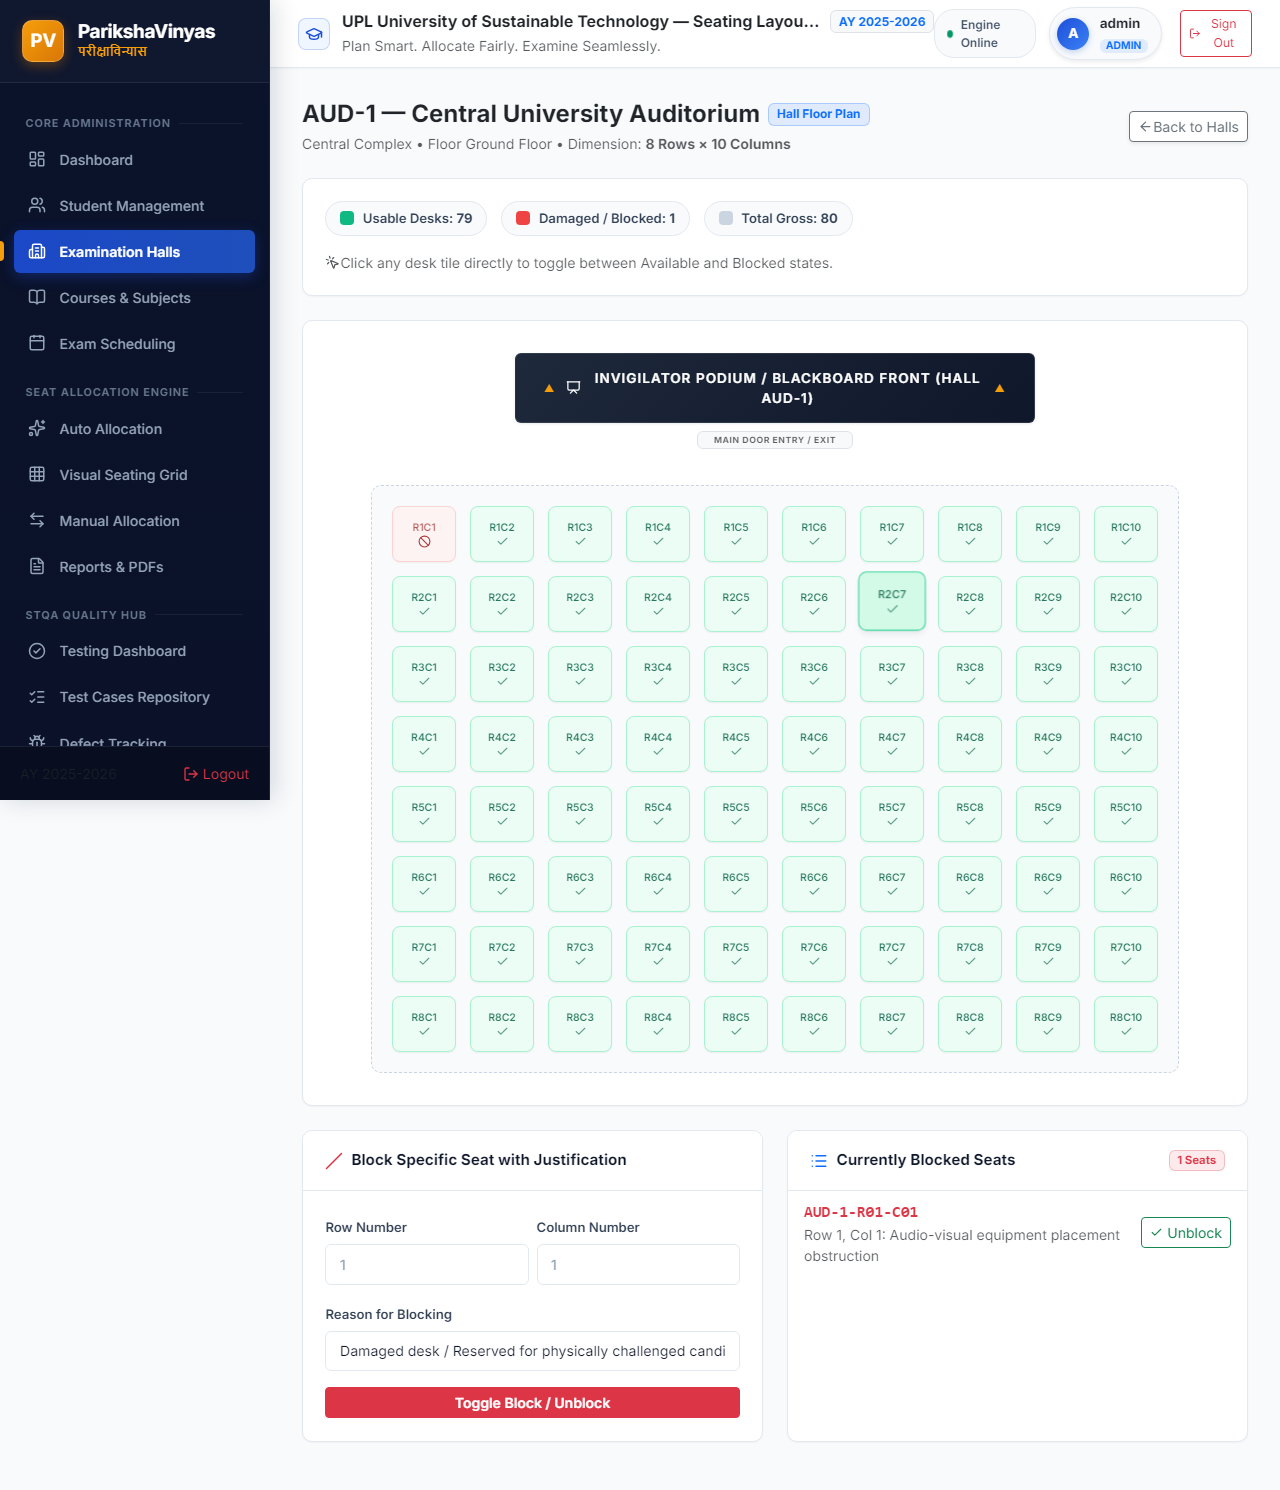 PV
ParikshaVinyas
परीक्षाविन्यास
CORE ADMINISTRATION
Dashboard
Student Management
Examination Halls
Courses & Subjects
Exam Scheduling
SEAT ALLOCATION ENGINE
Auto Allocation
Visual Seating Grid
Manual Allocation
Reports & PDFs
STQA QUALITY HUB
Testing Dashboard
Test Cases Repository
Defect Tracking
AY 2025-2026
Logout
UPL University of Sustainable Technology — Seating Layou...
AY 2025-2026
Plan Smart. Allocate Fairly. Examine Seamlessly.
Engine
Online
A
admin
ADMIN
Sign
Out
AUD-1 — Central University Auditorium
Hall Floor Plan
Central Complex • Floor Ground Floor • Dimension: 8 Rows × 10 Columns
Back to Halls
Usable Desks: 79
Damaged / Blocked: 1
Total Gross: 80
Click any desk tile directly to toggle between Available and Blocked states.
INVIGILATOR PODIUM / BLACKBOARD FRONT (HALL
AUD-1)
MAIN DOOR ENTRY / EXIT
R1C1 R1C2 R1C3 R1C4 R1C5 R1C6 R1C7 R1C8 R1C9 R1C10
R2C1 R2C2 R2C3 R2C4 R2C5 R2C6 R2C7 R2C8 R2C9 R2C10
R3C1 R3C2 R3C3 R3C4 R3C5 R3C6 R3C7 R3C8 R3C9 R3C10
R4C1 R4C2 R4C3 R4C4 R4C5 R4C6 R4C7 R4C8 R4C9 R4C10
R5C1 R5C2 R5C3 R5C4 R5C5 R5C6 R5C7 R5C8 R5C9 R5C10
R6C1 R6C2 R6C3 R6C4 R6C5 R6C6 R6C7 R6C8 R6C9 R6C10
R7C1 R7C2 R7C3 R7C4 R7C5 R7C6 R7C7 R7C8 R7C9 R7C10
R8C1 R8C2 R8C3 R8C4 R8C5 R8C6 R8C7 R8C8 R8C9 R8C10
Block Specific Seat with Justification
Row Number
Column Number
1
1
Reason for Blocking
Damaged desk / Reserved for physically challenged candi
Toggle Block / Unblock
Currently Blocked Seats
1 Seats
AUD-1-R01-C01
Row 1, Col 1: Audio-visual equipment placement
obstruction
Unblock